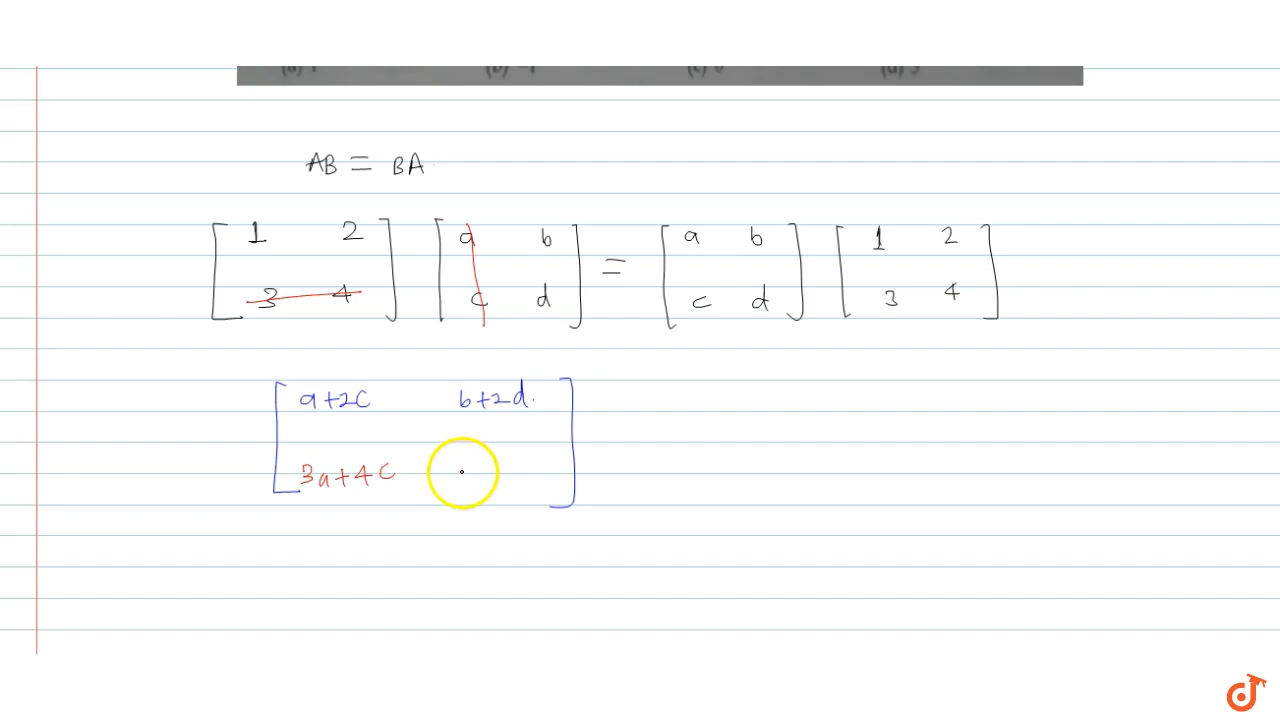 AB = BA
[ 1 2 ] [ a b ] = [ a b ] [ 1 2 ]
[ 3 4 ] [ c d ] [ c d ] [ 3 4 ]
[ a+2c b+2d. ]
[ 3a+4c ]